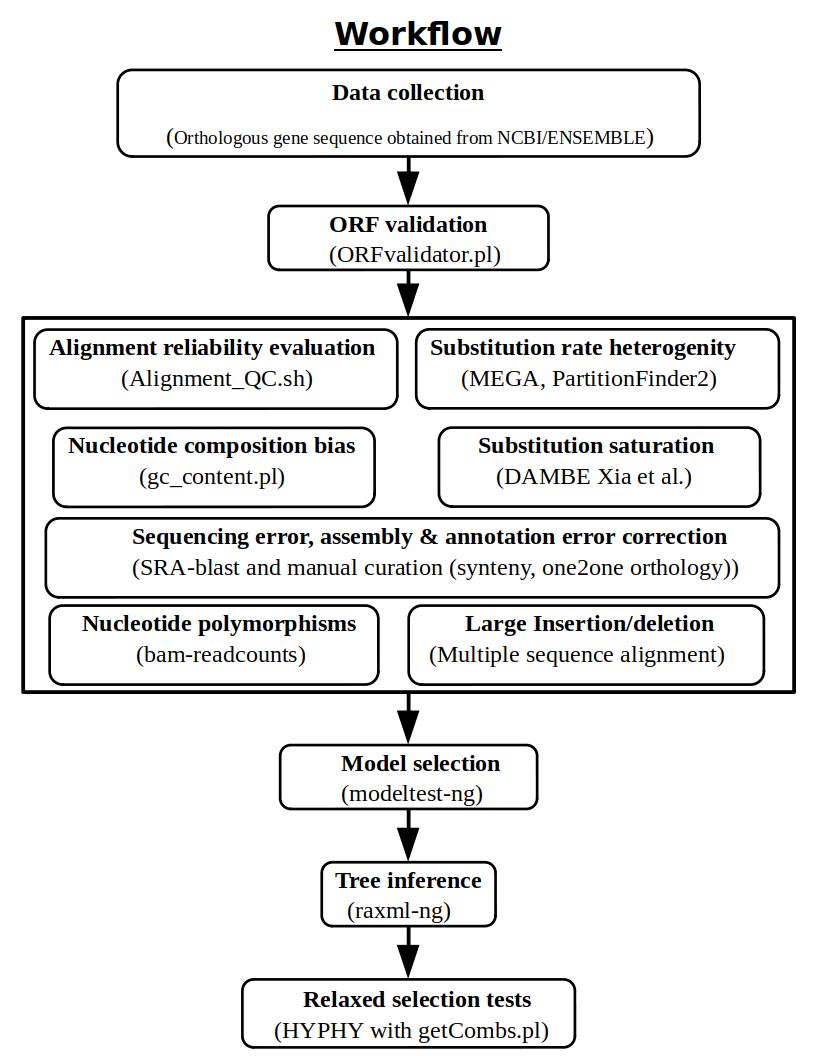 Workflow
Data collection
(Orthologous gene sequence obtained from NCBI/ENSEMBLE)
ORF validation
(ORFvalidator.pl)
Alignment reliability evaluation
(Alignment_QC.sh)
Substitution rate heterogenity
(MEGA, PartitionFinder2)
Nucleotide composition bias
(gc_content.pl)
Substitution saturation
(DAMBE Xia et al.)
Sequencing error, assembly & annotation error correction
(SRA-blast and manual curation (synteny, one2one orthology))
Nucleotide polymorphisms
(bam-readcounts)
Large Insertion/deletion
(Multiple sequence alignment)
Model selection
(modeltest-ng)
Tree inference
(raxml-ng)
Relaxed selection tests
(HYPHY with getCombs.pl)